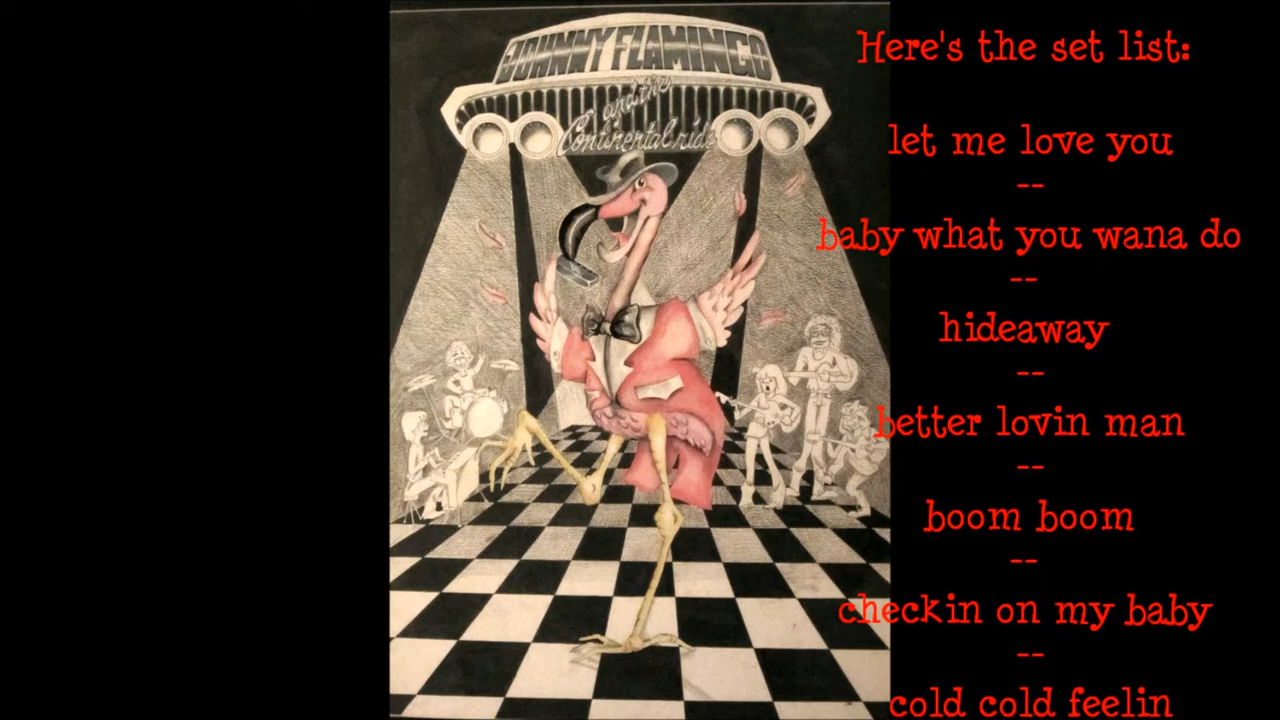 JOHNNY FLAMINGO
and the
Continental ride
Here's the set list:
let me love you
--
baby what you wana do
--
hideaway
--
better lovin man
--
boom boom
--
checkin on my baby
--
cold cold feelin